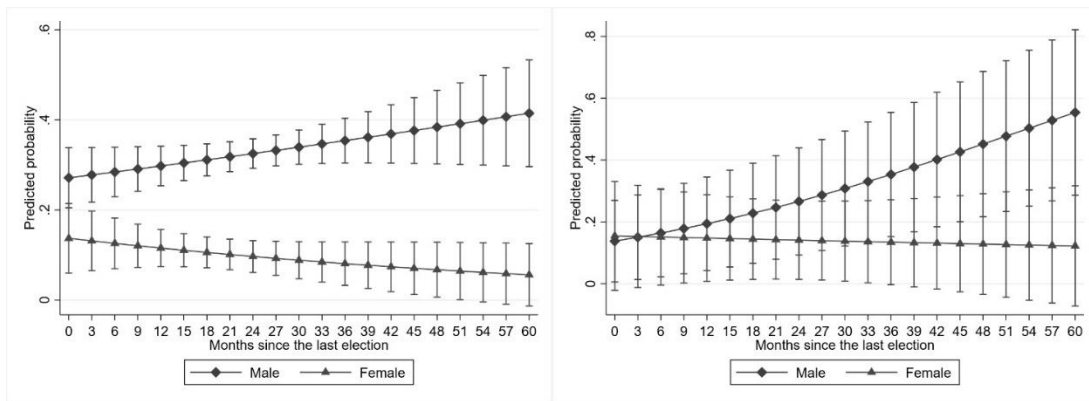 .6
.4
.2
0
Predicted probability
0 3 6 9 12 15 18 21 24 27 30 33 36 39 42 45 48 51 54 57 60
Months since the last election
Male Female
.8
.6
.4
.2
0
Predicted probability
0 3 6 9 12 15 18 21 24 27 30 33 36 39 42 45 48 51 54 57 60
Months since the last election
Male Female